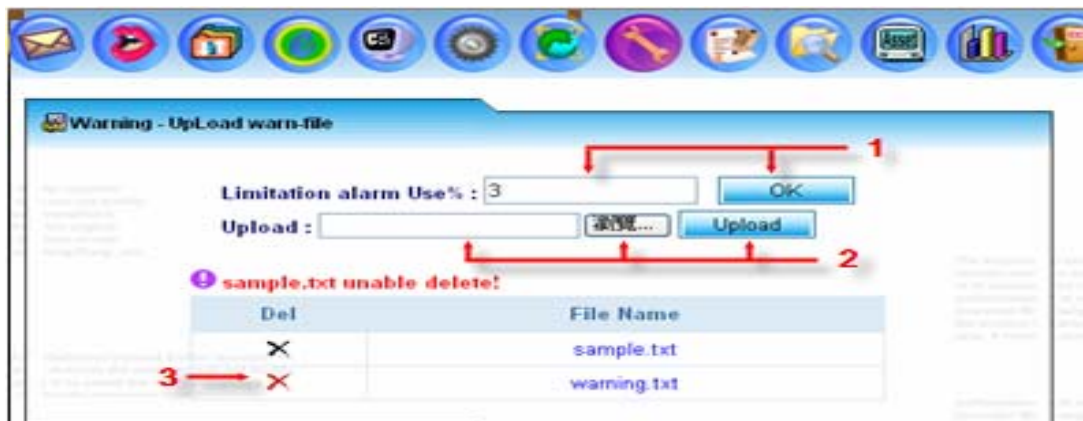 Asset
Warning - UpLoad warn-file
1
Limitation alarm Use% : 3 OK
Upload : 瀏覽... Upload
2
sample.txt unable delete!
Del File Name
sample.txt
3 warning.txt